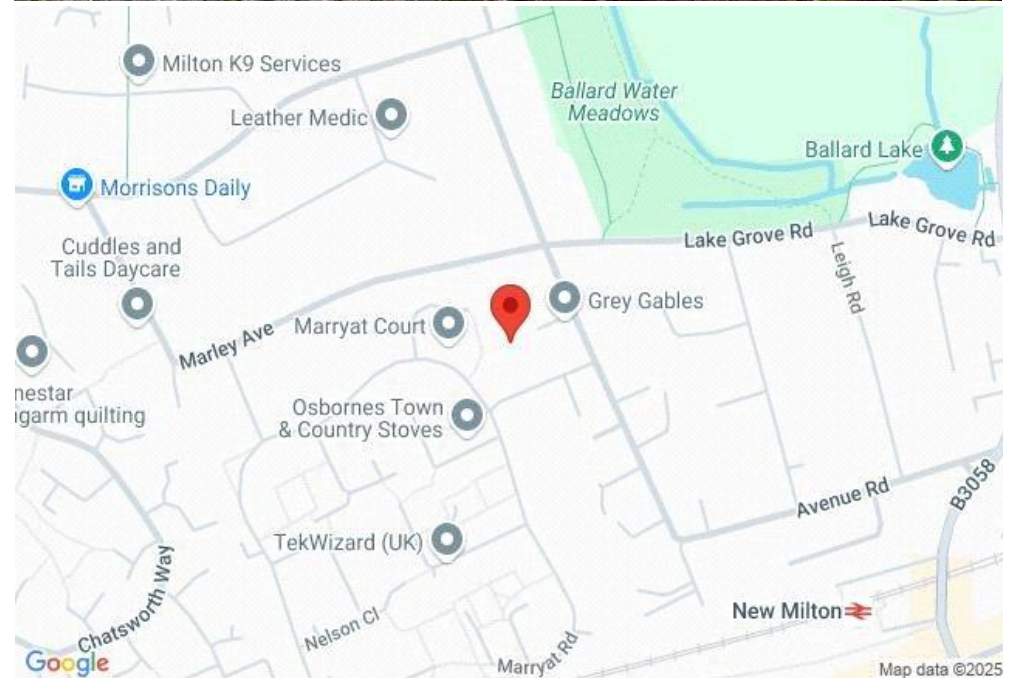 Milton K9 Services
Leather Medic
Ballard Water
Meadows
Ballard Lake
Morrisons Daily
Lake Grove Rd
Lake Grove Rd
Cuddles and
Tails Daycare
Leigh Rd
Grey Gables
Marryat Court
Marley Ave
nestar
garm quilting
Osbornes Town
& Country Stoves
Avenue Rd
B3058
TekWizard (UK)
Chatsworth Way
Nelson Cl
New Milton
Marryat Rd
Google
Map data ©2025